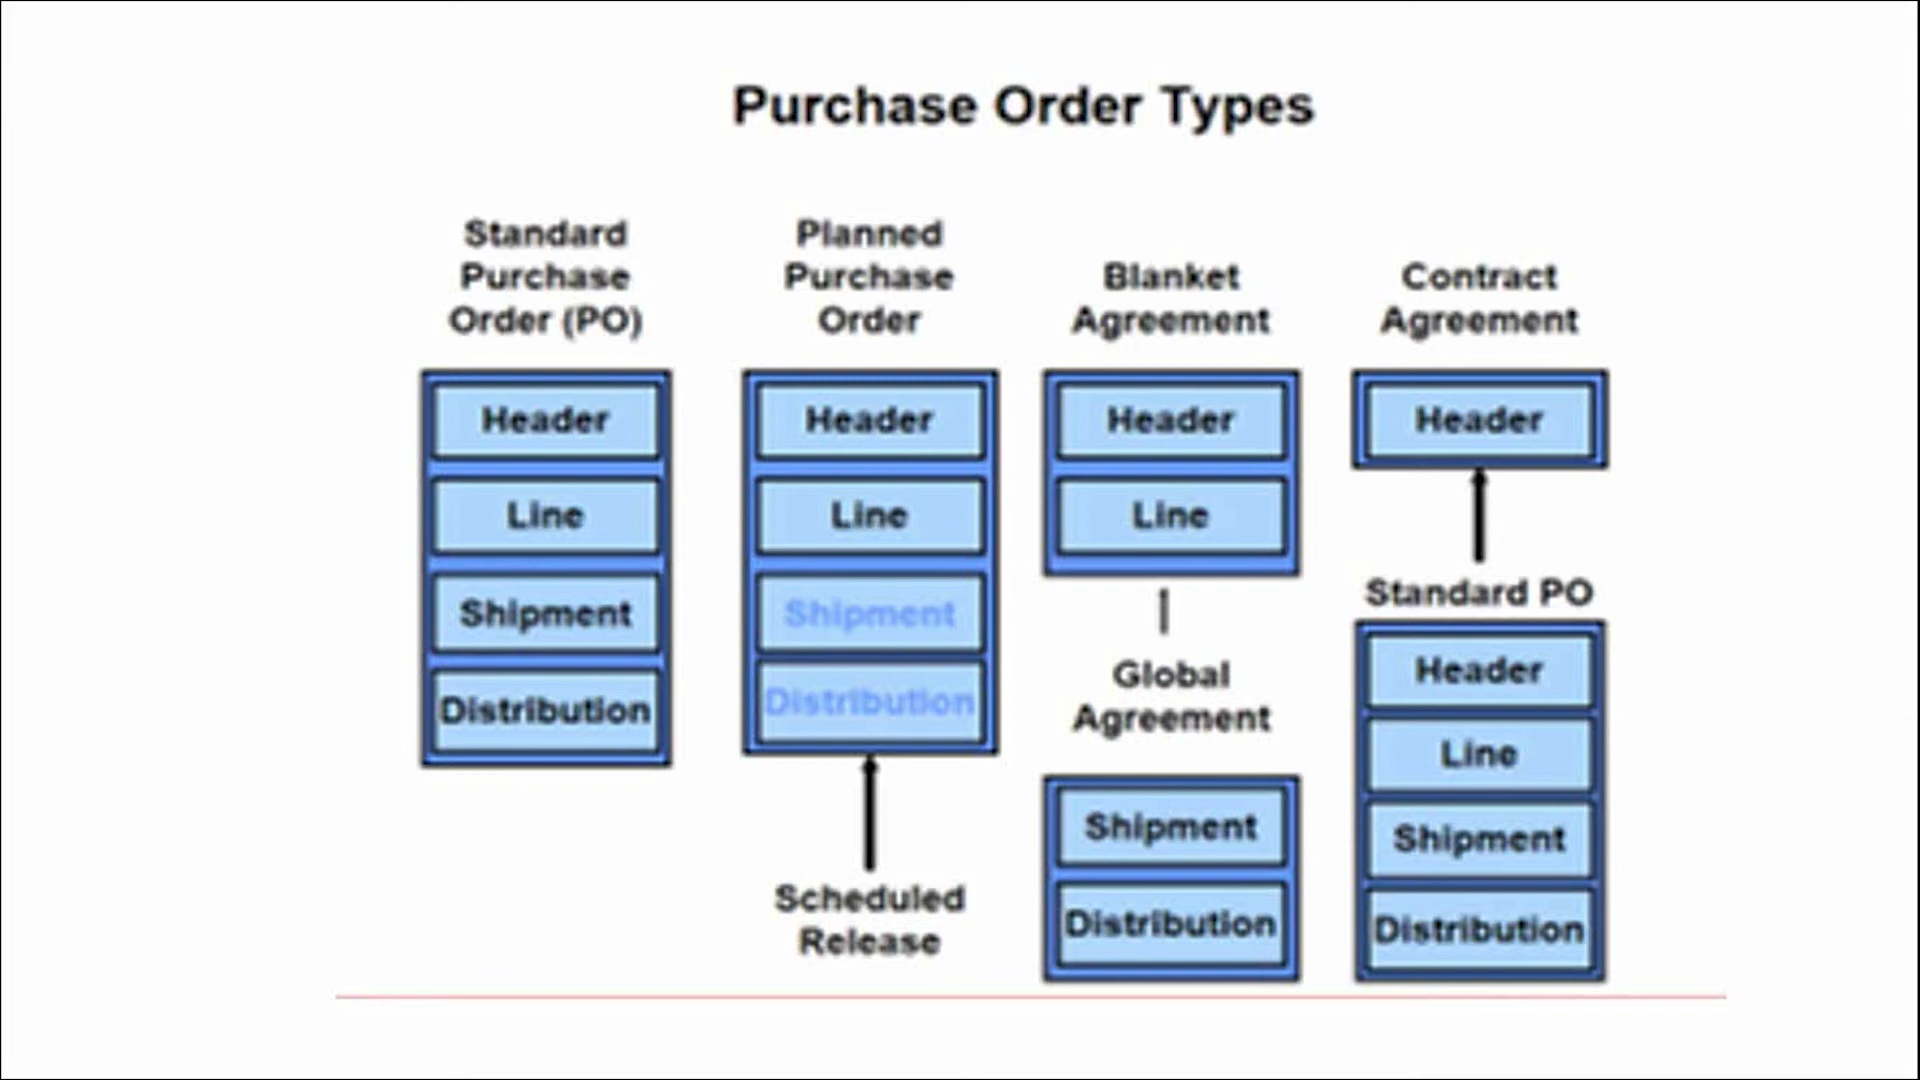 Purchase Order Types
Standard
Purchase
Order (PO)
Header
Line
Shipment
Distribution
Planned
Purchase
Order
Header
Line
Shipment
Distribution
Scheduled
Release
Blanket
Agreement
Header
Line
Global
Agreement
Shipment
Distribution
Contract
Agreement
Header
Standard PO
Header
Line
Shipment
Distribution